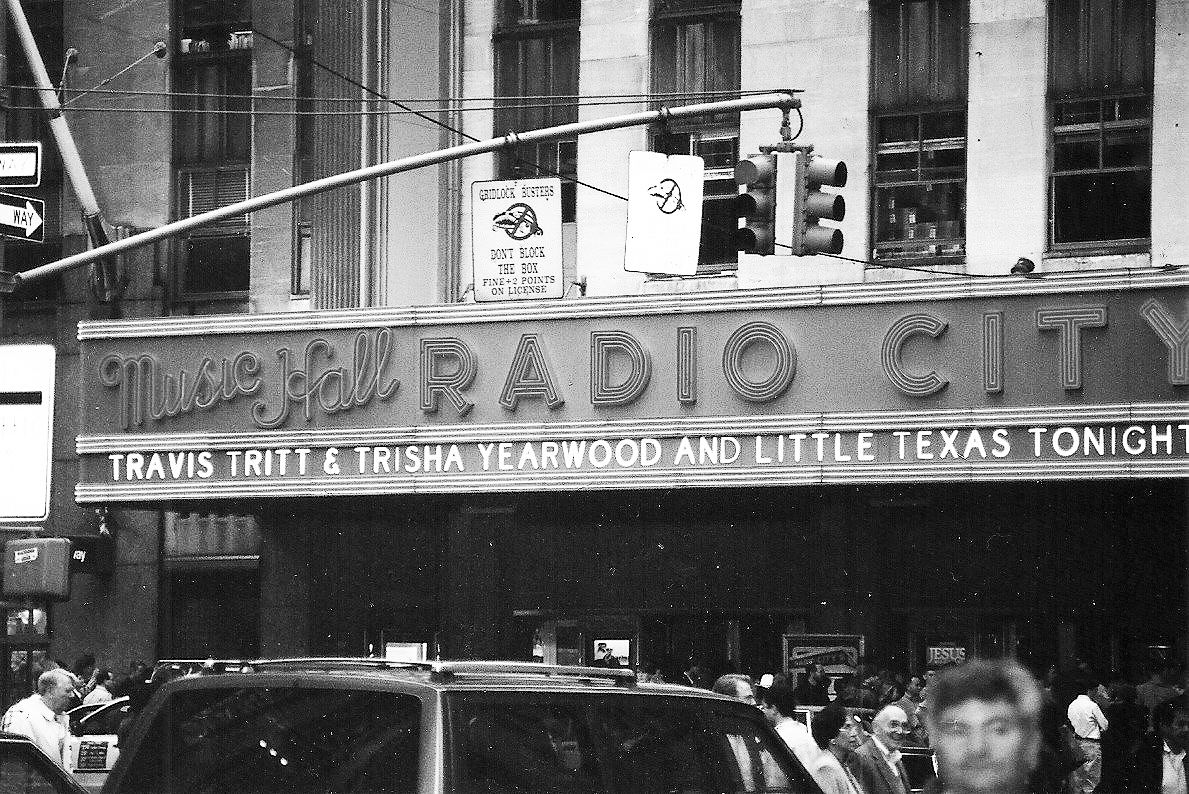 WAY
GRIDLOCK BUSTERS
DONT BLOCK
THE BOX
FINE+2 POINTS
ON LICENSE
Music Hall RADIO CITY
TRAVIS TRITT & TRISHA YEARWOOD AND LITTLE TEXAS TONIGHT
JESUS